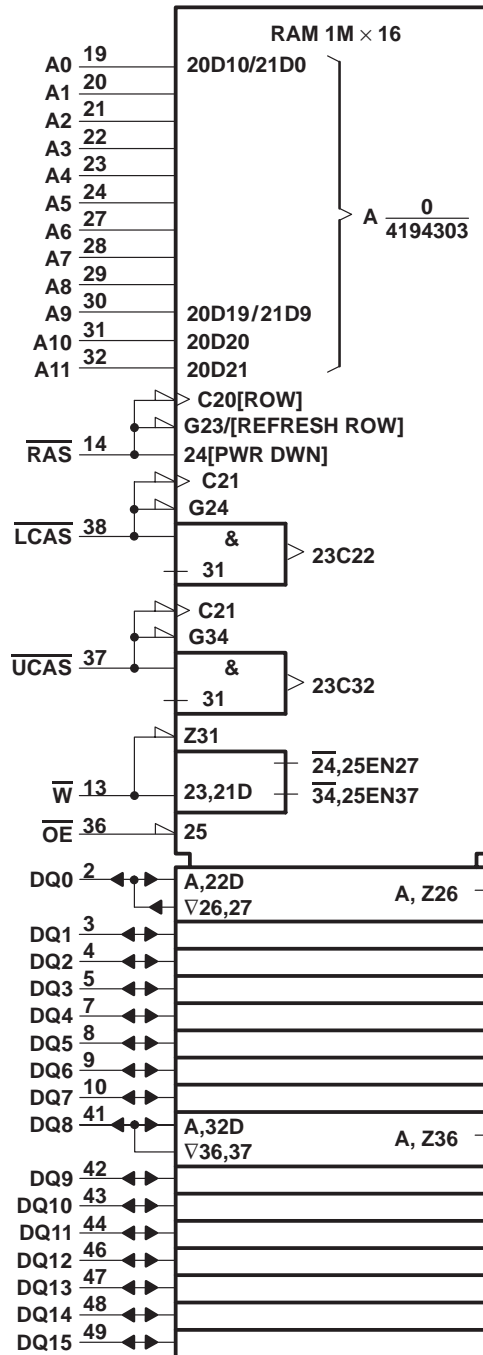 RAM 1M × 16
A0 19 20D10/21D0
A1 20
A2 21
A3 22
A4 23
A5 24
A6 27
A 0
4194303
A7 28
A8 29
A9 30 20D19/21D9
A10 31 20D20
A11 32 20D21
C20[ROW]
G23/[REFRESH ROW]
RAS 14 24[PWR DWN]
C21
G24
LCAS 38 &
23C22
31
C21
G34
UCAS 37 &
23C32
31
Z31
24,25EN27
W 13 23,21D 34,25EN37
OE 36 25
DQ0 2 A,22D A, Z26
∇26,27
DQ1 3
DQ2 4
DQ3 5
DQ4 7
DQ5 8
DQ6 9
DQ7 10
DQ8 41 A,32D A, Z36
∇36,37
DQ9 42
DQ10 43
DQ11 44
DQ12 46
DQ13 47
DQ14 48
DQ15 49